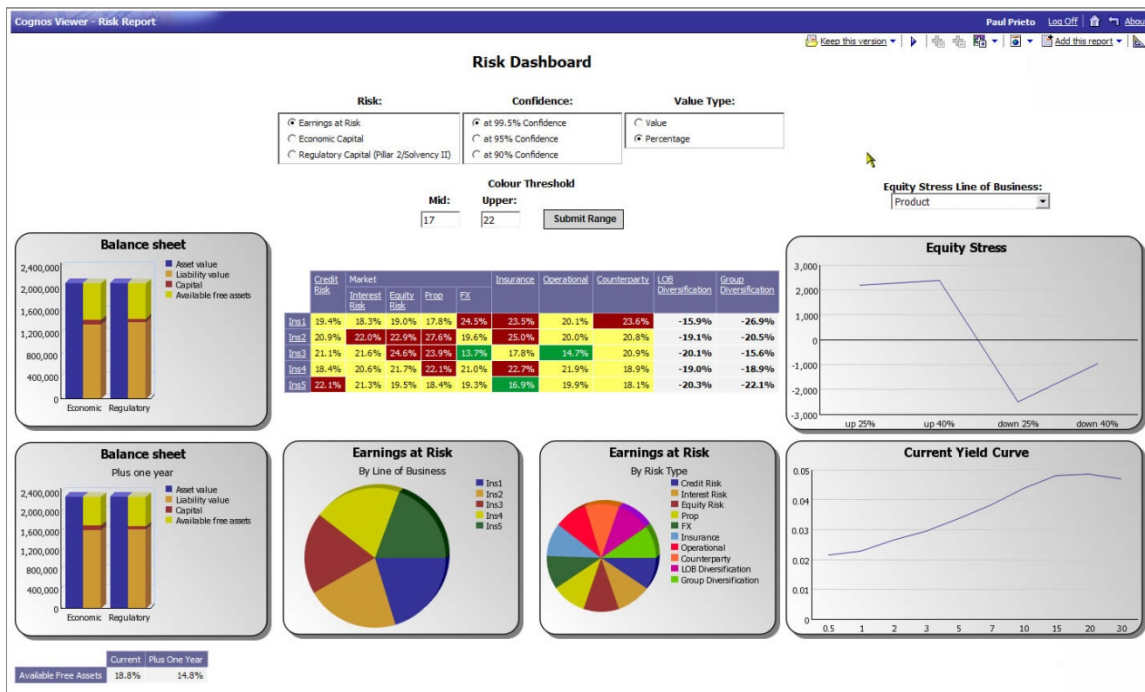 Cognos Viewer - Risk Report
Paul Prieto Log Off Abou
Keep this version Add this report
Risk Dashboard
Risk: Confidence: Value Type:
Earnings at Risk at 99.5% Confidence Value
Economic Capital at 95% Confidence Percentage
Regulatory Capital (Pillar 2/Solvency II) at 90% Confidence
Colour Threshold
Mid: Upper:
17 22 Submit Range
Equity Stress Line of Business:
Product
Balance sheet
Asset value
Liability value
Capital
Available free assets
2,400,000
2,000,000
1,600,000
1,200,000
800,000
400,000
0
Economic Regulatory
Credit Risk Market Insurance Operational Counterparty LOB Diversification Group Diversification
Interest Risk Equity Risk Prop FX
Ins1 19.4% 18.3% 19.0% 17.8% 24.5% 23.5% 20.1% 23.6% -15.9% -26.9%
Ins2 20.9% 22.0% 22.9% 27.6% 19.6% 25.0% 20.0% 20.8% -19.1% -20.5%
Ins3 21.1% 21.6% 24.6% 23.9% 13.7% 17.8% 14.7% 20.9% -20.1% -15.6%
Ins4 18.4% 20.6% 21.7% 22.1% 21.0% 22.7% 21.9% 18.9% -19.0% -18.9%
Ins5 22.1% 21.3% 19.5% 18.4% 19.3% 16.9% 19.9% 18.1% -20.3% -22.1%
Equity Stress
3,000
2,000
1,000
0
-1,000
-2,000
-3,000
up 25% up 40% down 25% down 40%
Balance sheet
Plus one year
Asset value
Liability value
Capital
Available free assets
2,400,000
2,000,000
1,600,000
1,200,000
800,000
400,000
0
Economic Regulatory
Earnings at Risk
By Line of Business
Ins1
Ins2
Ins3
Ins4
Ins5
Earnings at Risk
By Risk Type
Credit Risk
Interest Risk
Equity Risk
Prop
FX
Insurance
Operational
Counterparty
LOB Diversification
Group Diversification
Current Yield Curve
0.05
0.04
0.03
0.02
0.01
0
0.5 1 2 3 5 7 10 15 20 30
Current Plus One Year
Available Free Assets 18.8% 14.8%